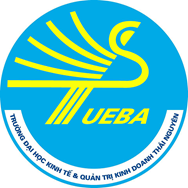 TUEBA
TRƯỜNG ĐẠI HỌC KINH TẾ & QUẢN TRỊ KINH DOANH THÁI NGUYÊN